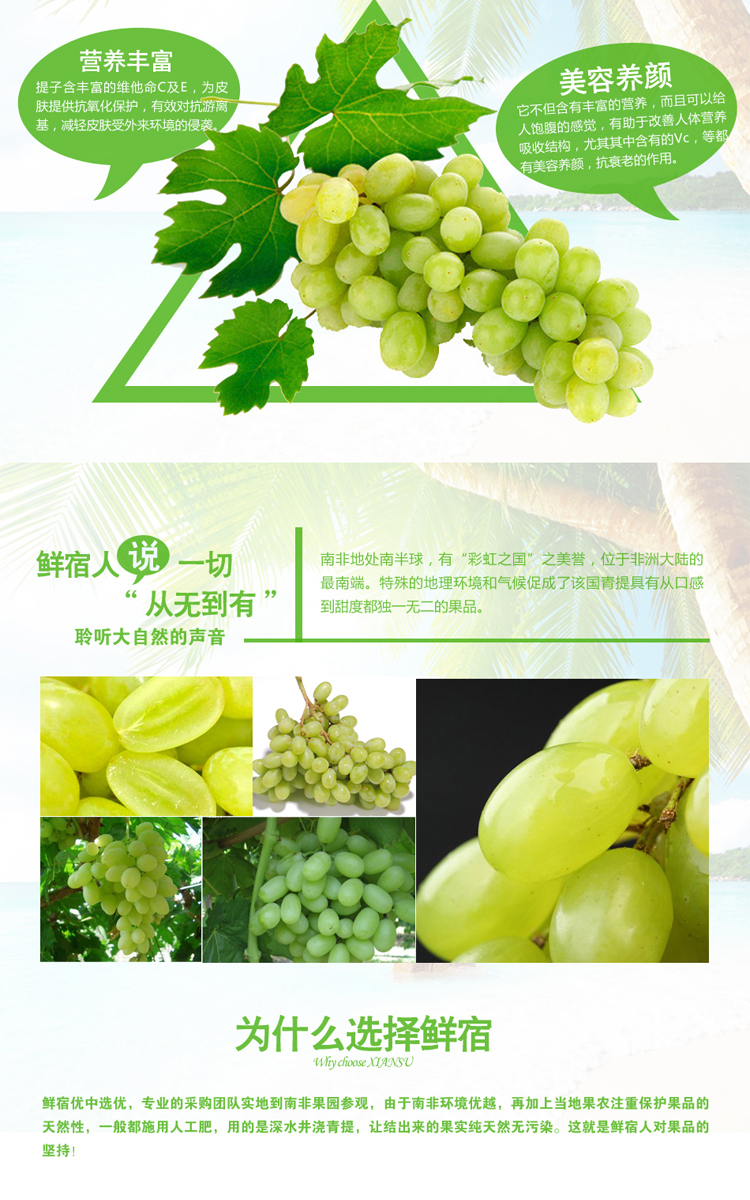 营养丰富
提子含丰富的维他命C及E，为皮
肤提供抗氧化保护，有效对抗游离
基，减轻皮肤受外来环境的侵袭。
美容养颜
它不但含有丰富的营养，而且可以给
人饱腹的感觉，有助于改善人体营养
吸收结构，尤其其中含有的Vc，等都
有美容养颜，抗衰老的作用。
鲜宿人说一切
“从无到有”
聆听大自然的声音
南非地处南半球，有“彩虹之国”之美誉，位于非洲大陆的
最南端。特殊的地理环境和气候促成了该国青提具有从口感
到甜度都独一无二的果品。
为什么选择鲜宿
Why choose XIANSU
鲜宿优中选优，专业的采购团队实地到南非果园参观，由于南非环境优越，再加上当地果农注重保护果品的
天然性，一般都施用人工肥，用的是深水井浇青提，让结出来的果实纯天然无污染。这就是鲜宿人对果品的
坚持！